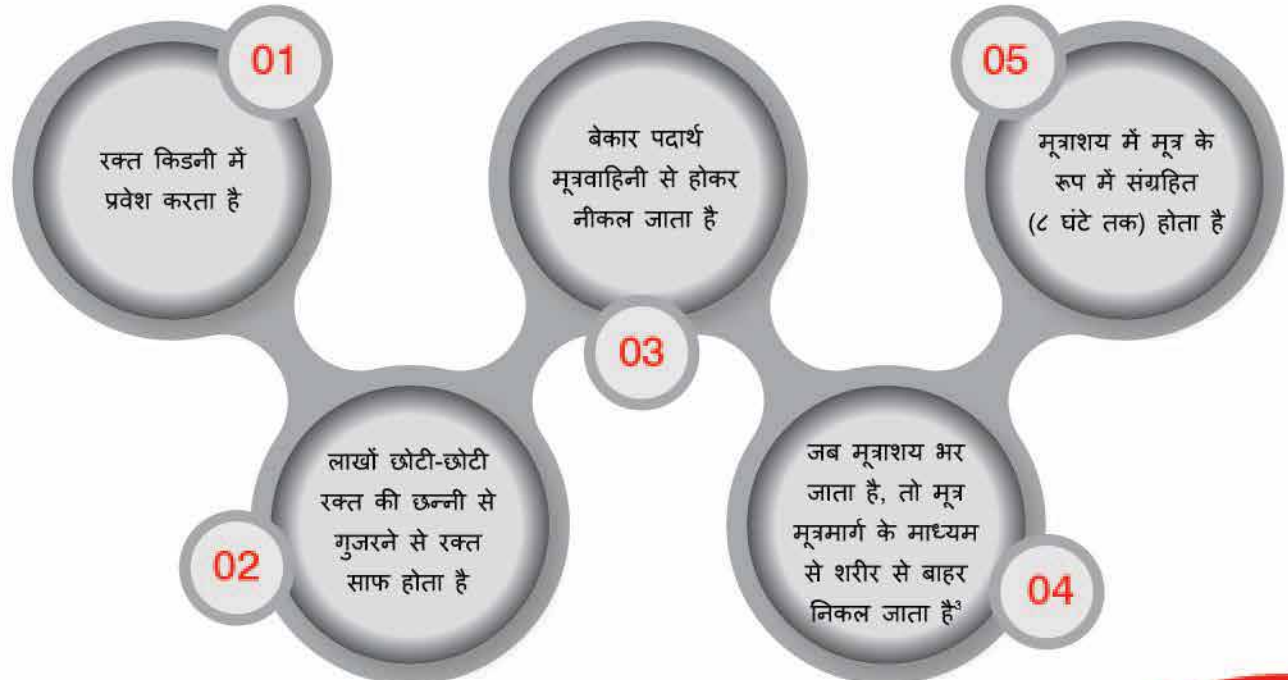 01
रक्त किडनी में
प्रवेश करता है
02
लाखों छोटी-छोटी
रक्त की छन्नी से
गुजरने से रक्त
साफ होता है
03
बेकार पदार्थ
मूत्रवाहिनी से होकर
नीकल जाता है
04
जब मूत्राशय भर
जाता है, तो मूत्र
मूत्रमार्ग के माध्यम
से शरीर से बाहर
निकल जाता है³
05
मूत्राशय में मूत्र के
रूप में संग्रहित
(८ घंटे तक) होता है